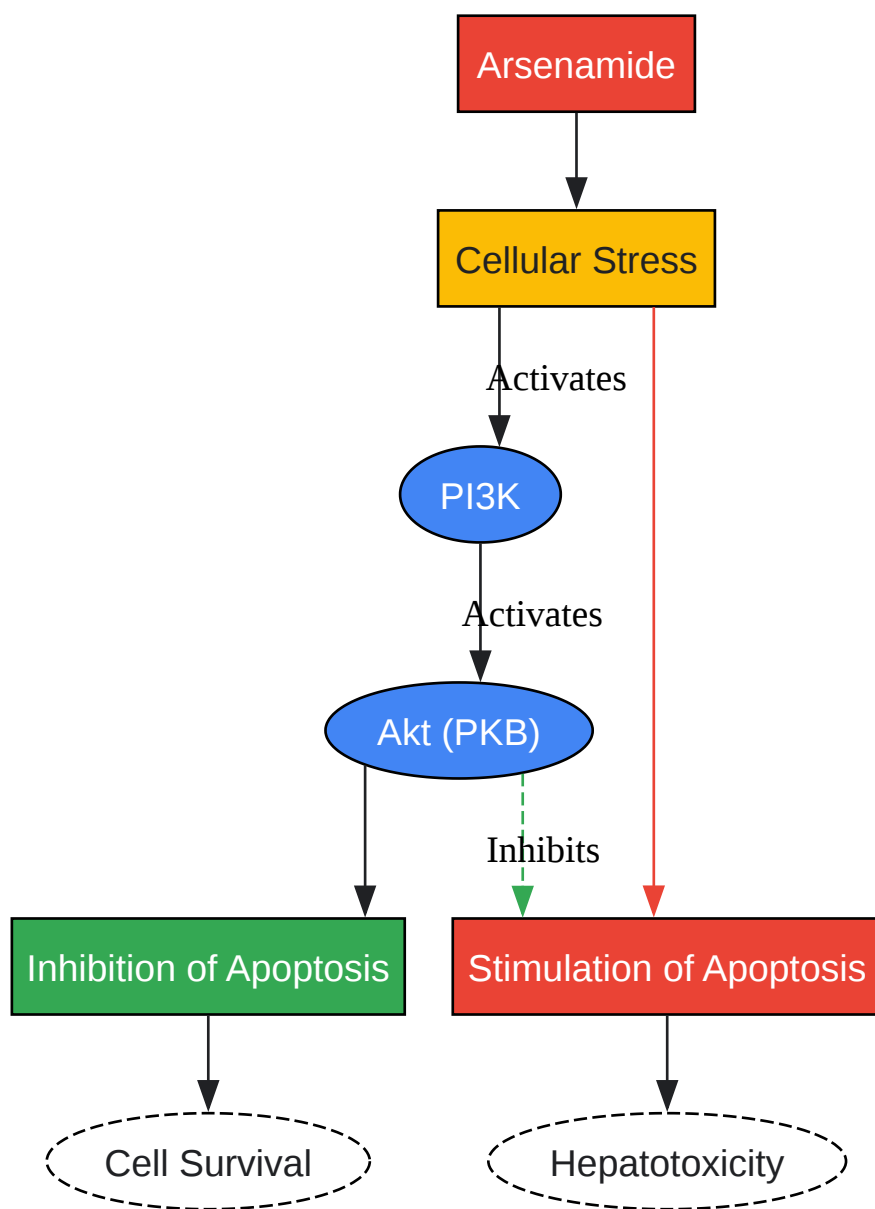 Arsenamide
Cellular Stress
Activates
PI3K
Activates
Akt (PKB)
Inhibits
Inhibition of Apoptosis
Stimulation of Apoptosis
Cell Survival
Hepatotoxicity